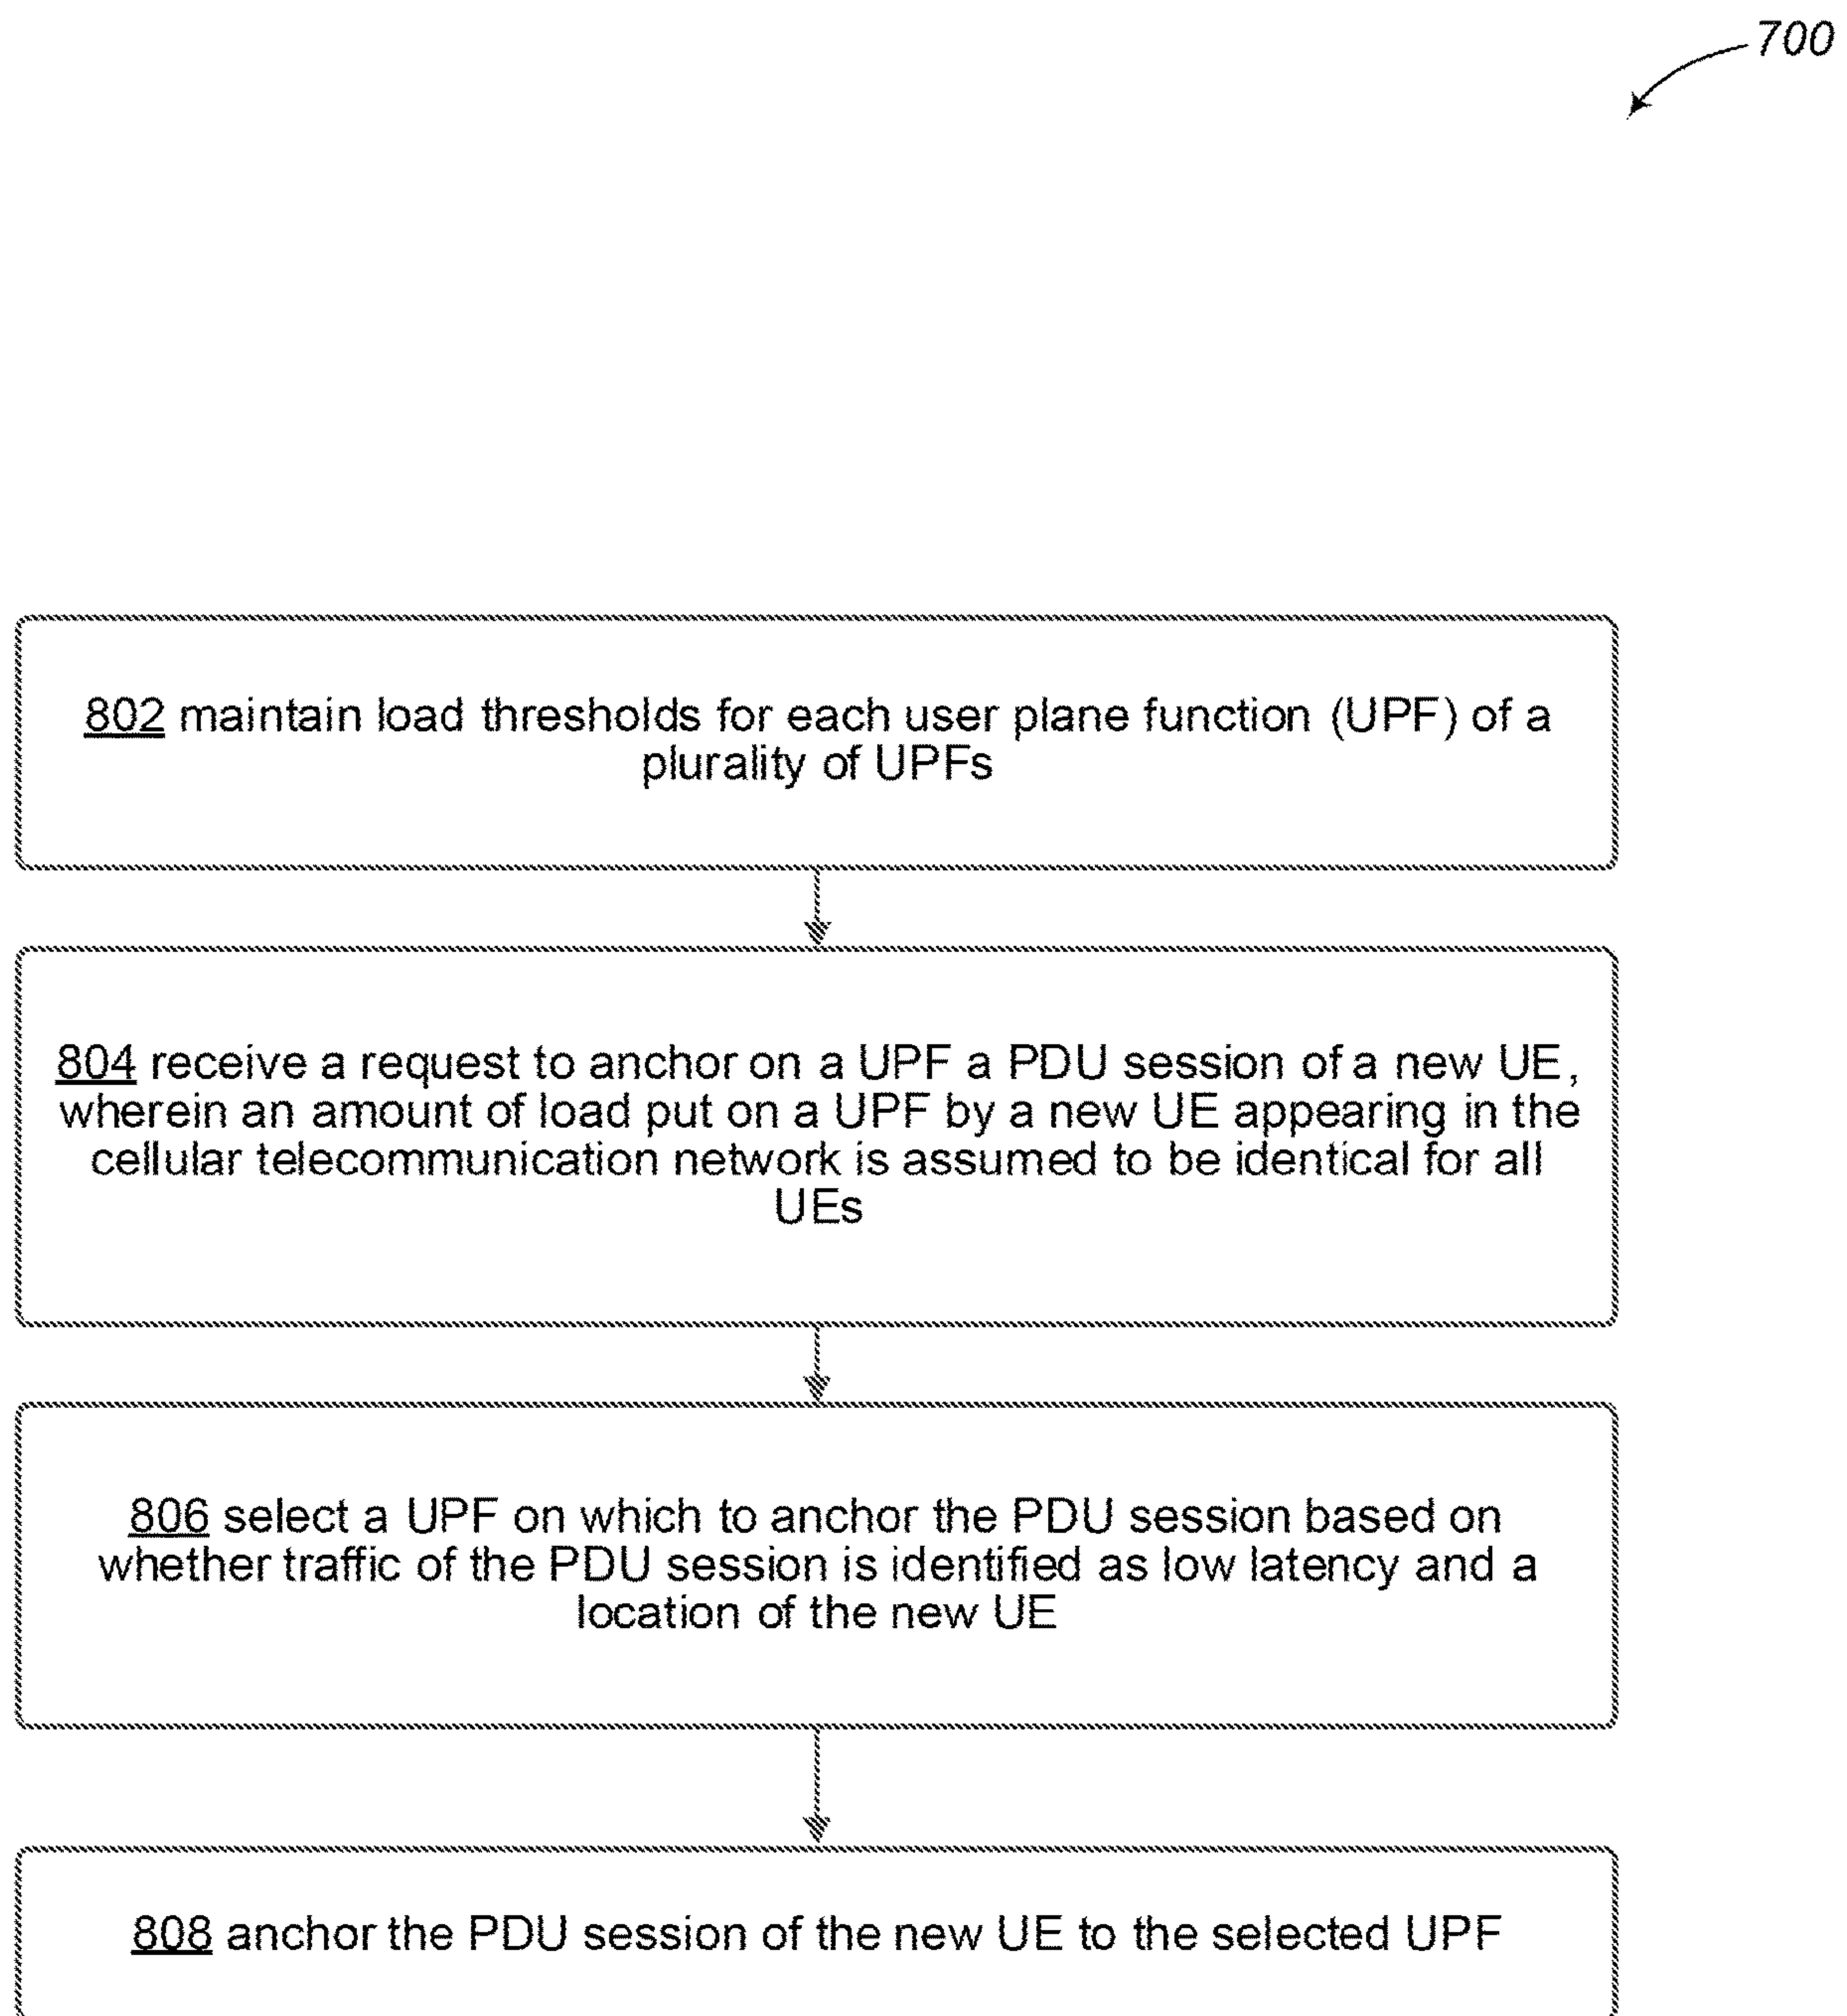 700
802 maintain load thresholds for each user plane function (UPF) of a
plurality of UPFs
804 receive a request to anchor on a UPF a PDU session of a new UE,
wherein an amount of load put on a UPF by a new UE appearing in the
cellular telecommunication network is assumed to be identical for all
UEs
806 select a UPF on which to anchor the PDU session based on
whether traffic of the PDU session is identified as low latency and a
location of the new UE
808 anchor the PDU session of the new UE to the selected UPF